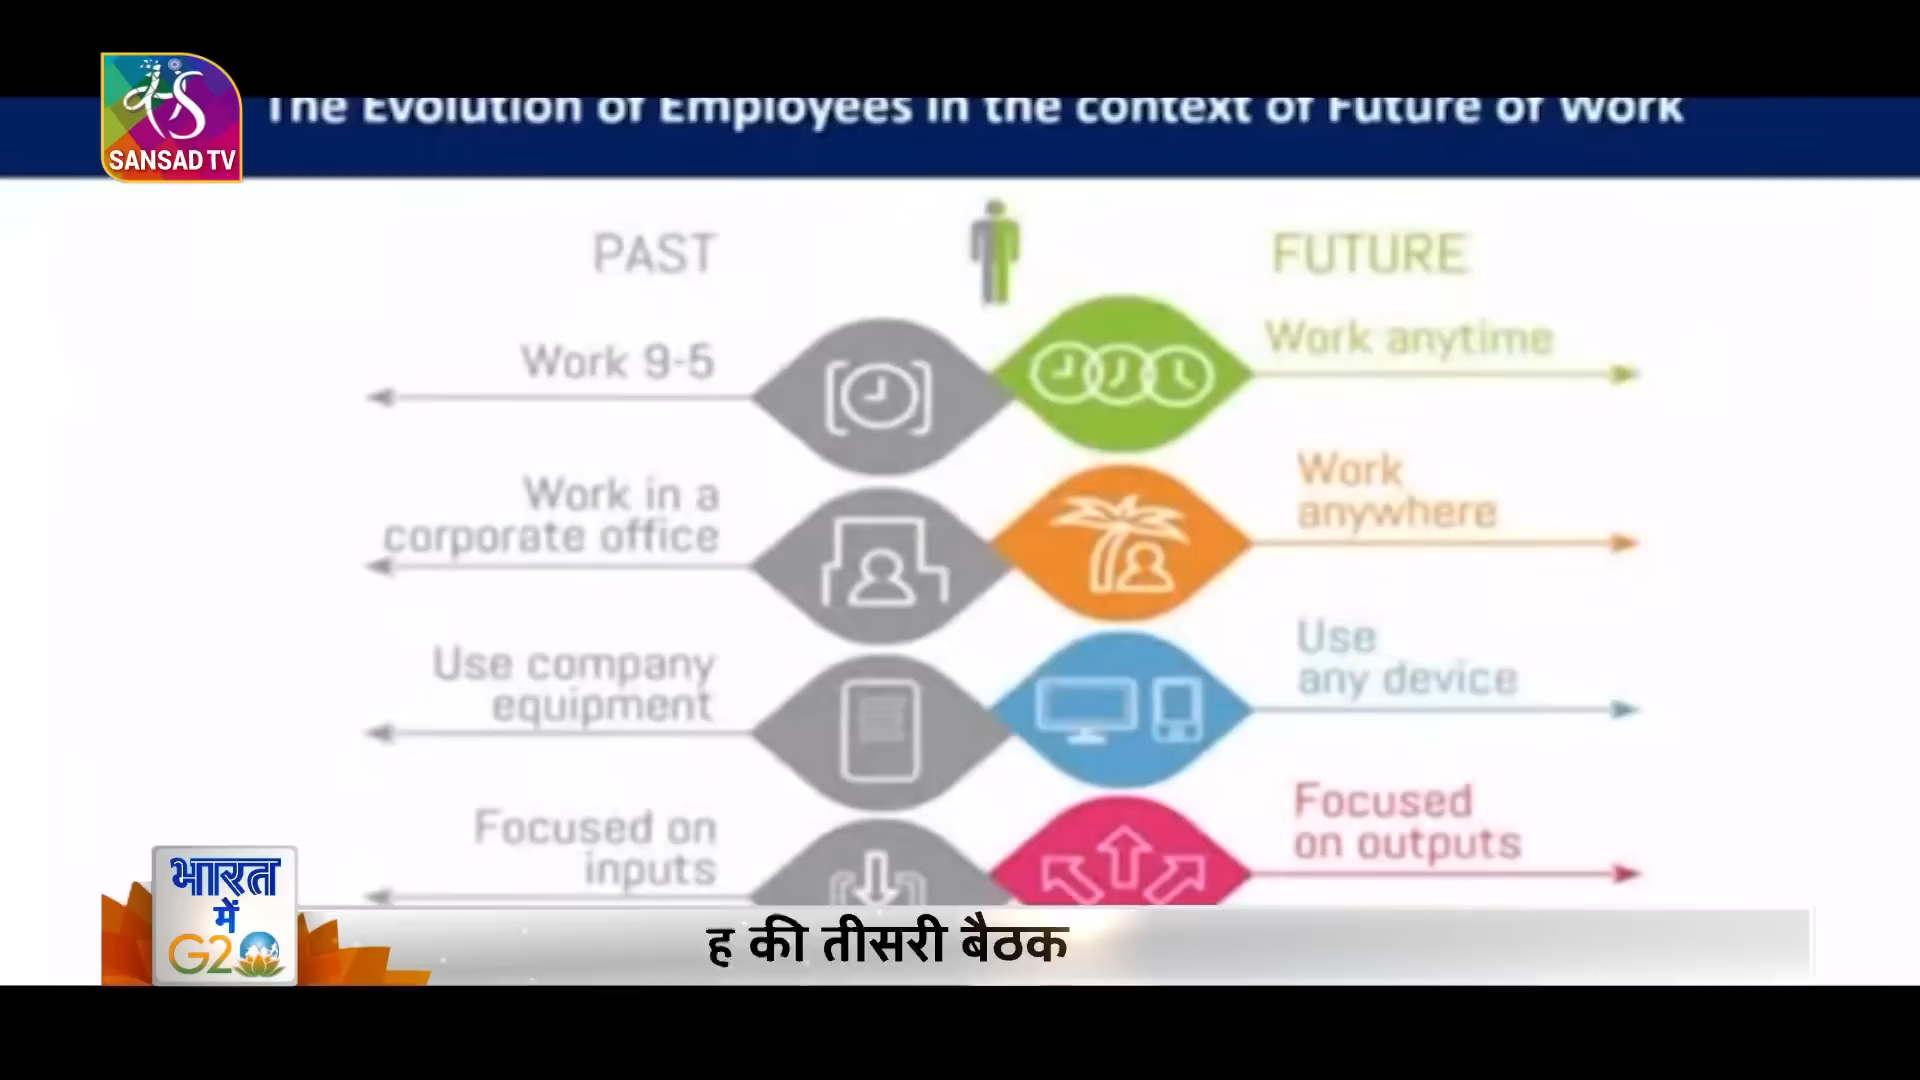 SANSAD TV
The Evolution of Employees in the context of Future of Work
PAST
FUTURE
Work 9-5
Work anytime
Work in a
corporate office
Work
anywhere
Use company
equipment
Use
any device
Focused on
inputs
Focused
on outputs
भारत
में
G20
ह की तीसरी बैठक